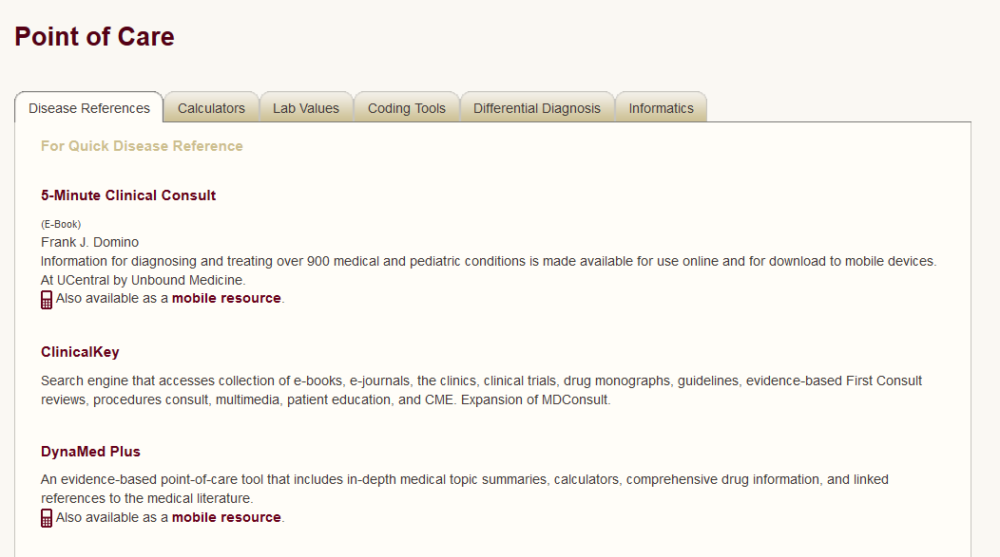 Point of Care
Disease References
Calculators
Lab Values
Coding Tools
Differential Diagnosis
Informatics
For Quick Disease Reference
5-Minute Clinical Consult
(E-Book)
Frank J. Domino
Information for diagnosing and treating over 900 medical and pediatric conditions is made available for use online and for download to mobile devices.
At UCentral by Unbound Medicine.
Also available as a mobile resource.
ClinicalKey
Search engine that accesses collection of e-books, e-journals, the clinics, clinical trials, drug monographs, guidelines, evidence-based First Consult
reviews, procedures consult, multimedia, patient education, and CME. Expansion of MDConsult.
DynaMed Plus
An evidence-based point-of-care tool that includes in-depth medical topic summaries, calculators, comprehensive drug information, and linked
references to the medical literature.
Also available as a mobile resource.